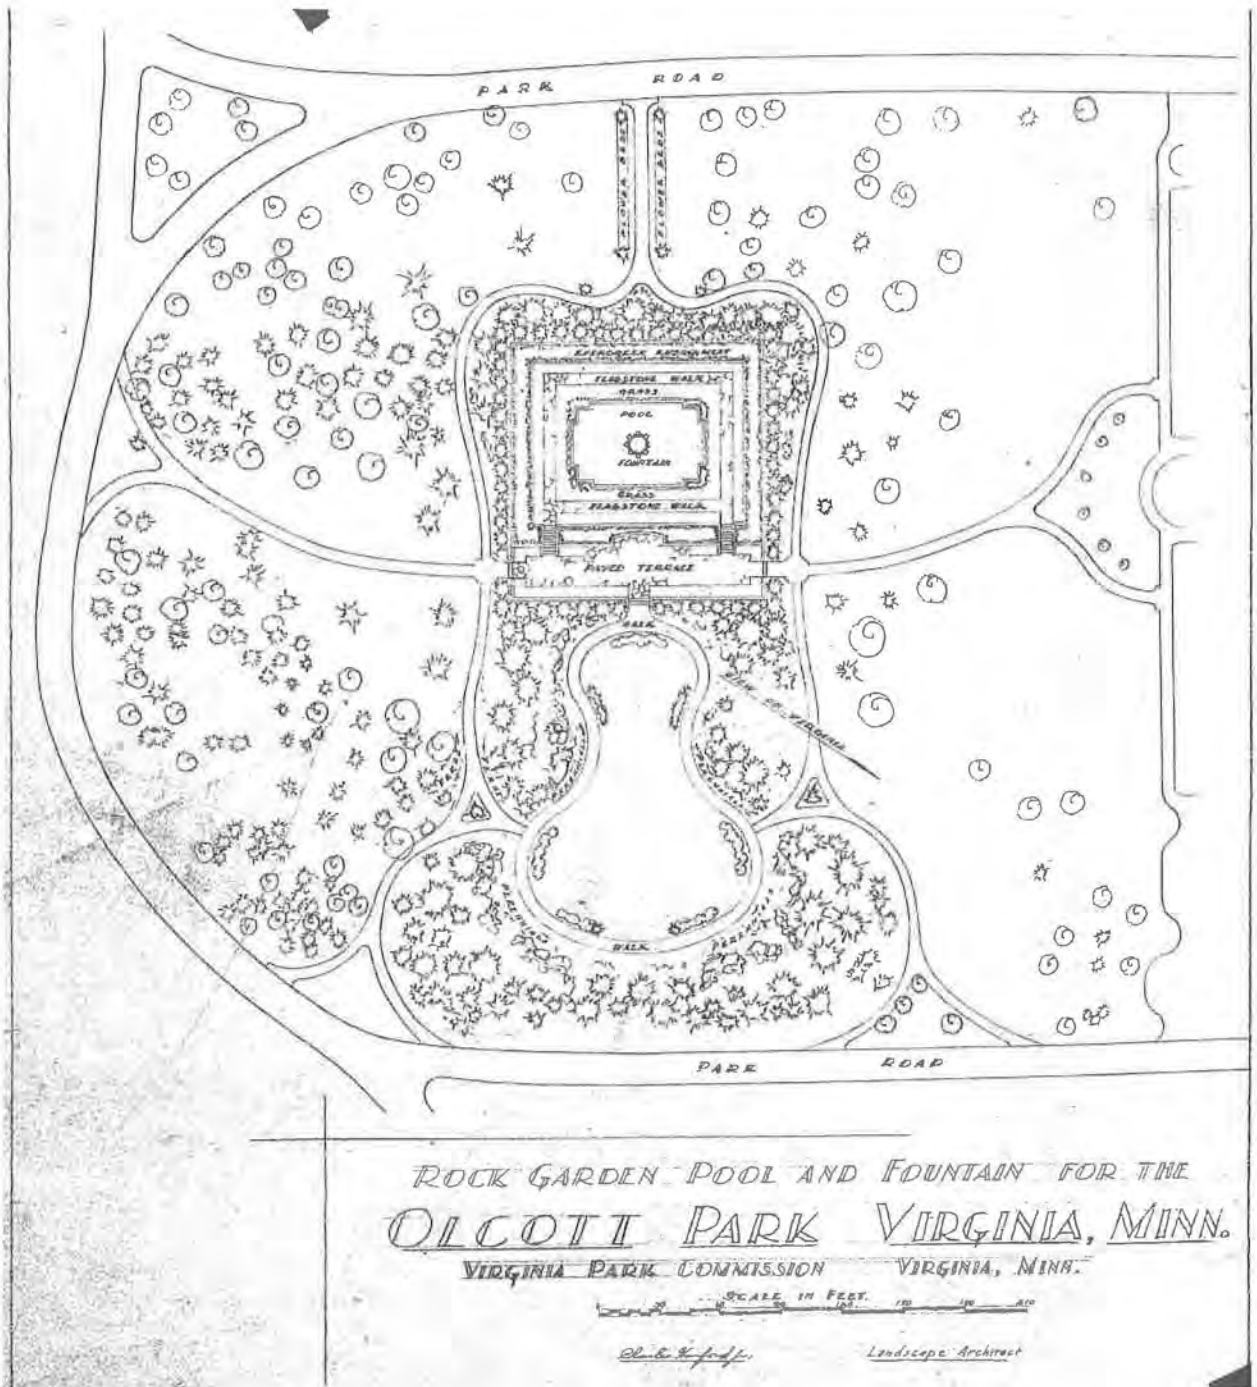 PARK ROAD
FLOWER BEDS
FLOWER BEDS
EVERGREEN
FLAGSTONE WALK
GRASS
POOL
FOUNTAIN
GRASS
FLAGSTONE WALK
PAVED TERRACE
WALK
PERENNIALS
WALK
PARK ROAD
ROCK GARDEN POOL AND FOUNTAIN FOR THE
OLCOTT PARK VIRGINIA, MINN.
VIRGINIA PARK COMMISSION VIRGINIA, MINN.
SCALE IN FEET.
Landscape Architect